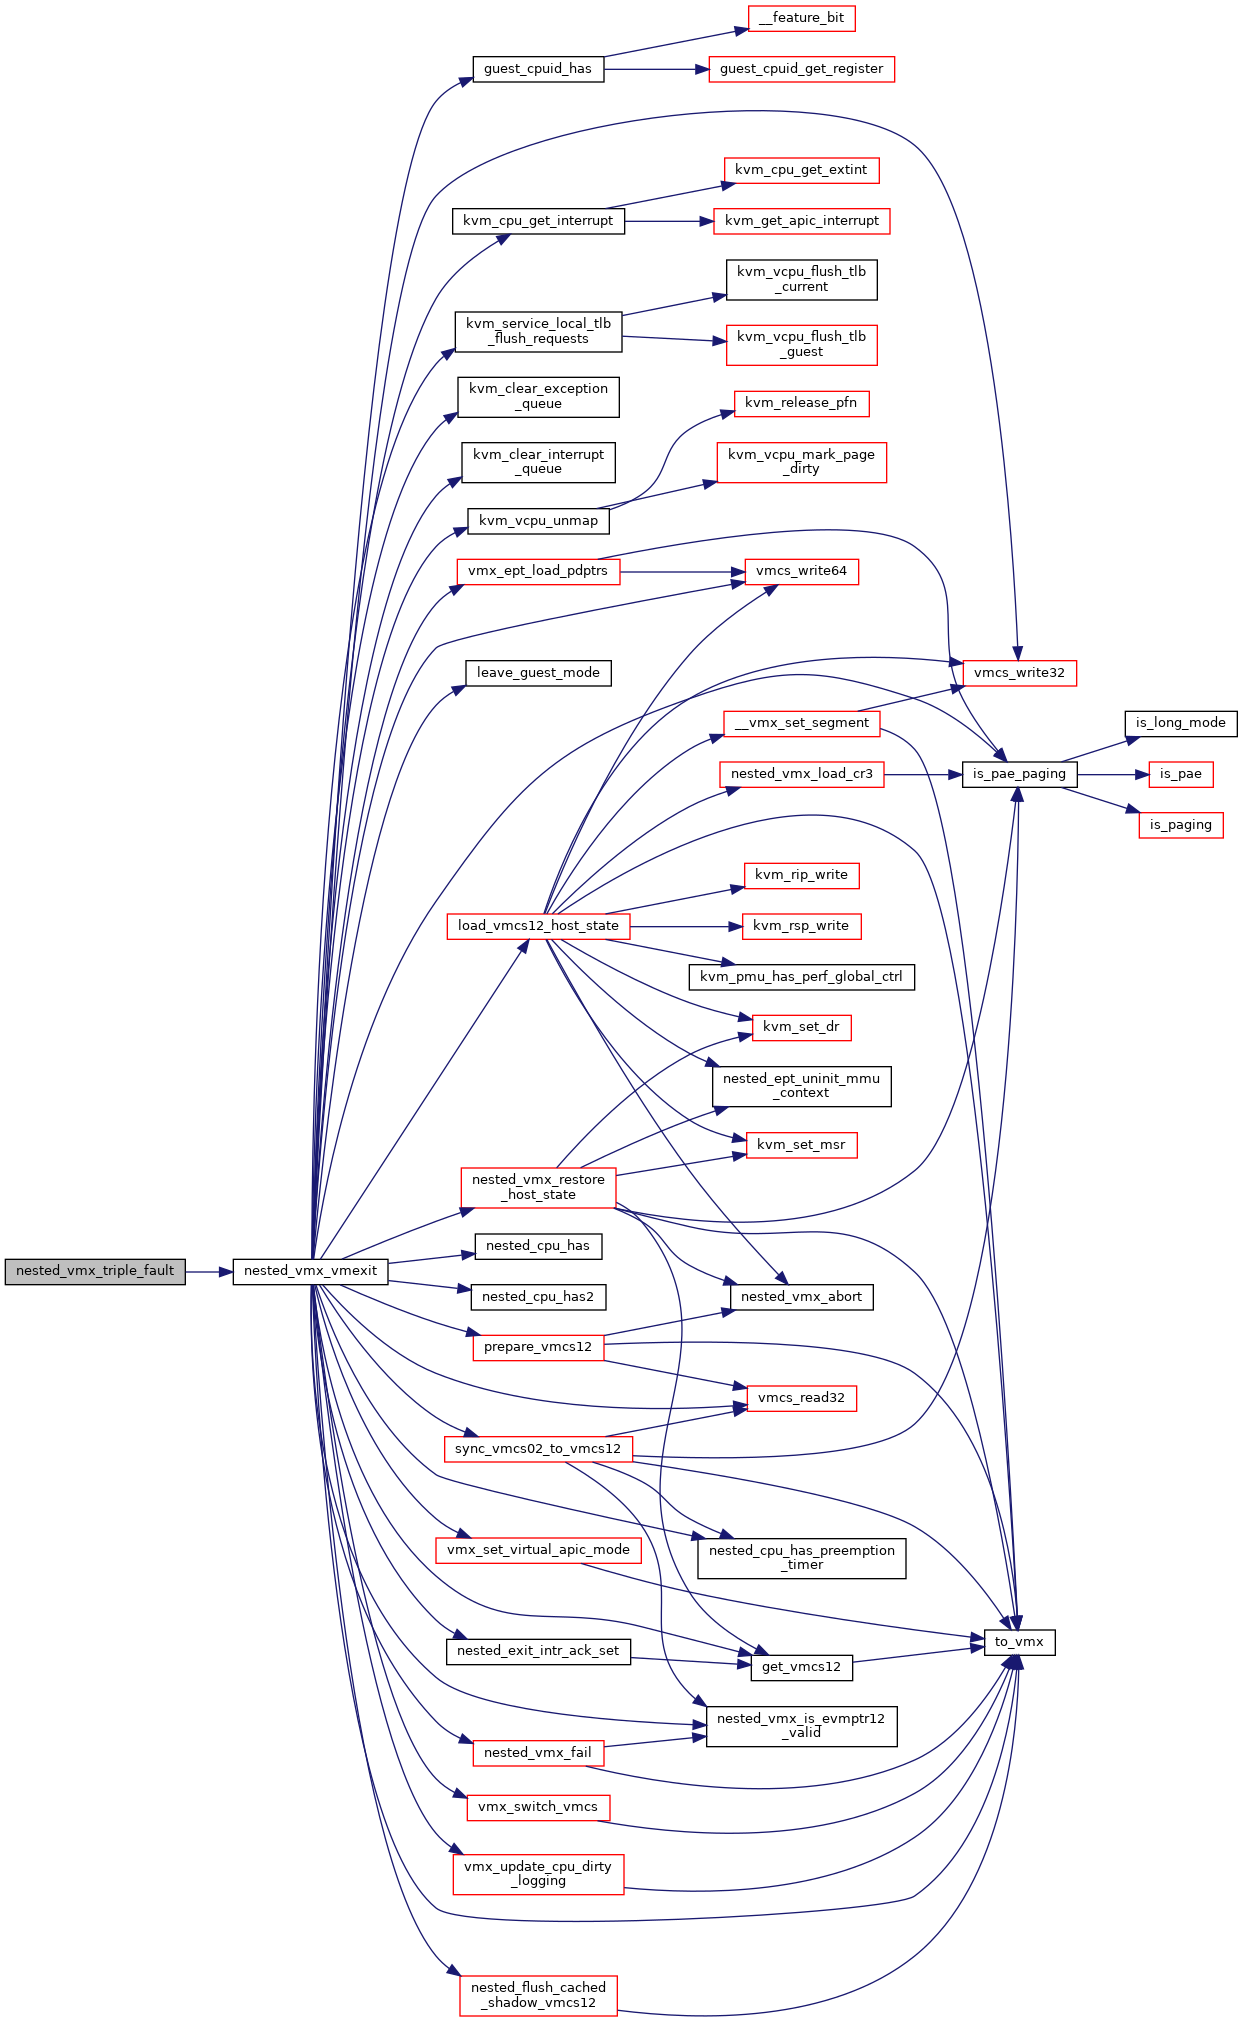 __feature_bit
guest_cpuid_has
guest_cpuid_get_register
kvm_cpu_get_extint
kvm_cpu_get_interrupt
kvm_get_apic_interrupt
kvm_vcpu_flush_tlb
_current
kvm_service_local_tlb
_flush_requests
kvm_vcpu_flush_tlb
_guest
kvm_clear_exception
_queue
kvm_release_pfn
kvm_clear_interrupt
_queue
kvm_vcpu_mark_page
_dirty
kvm_vcpu_unmap
vmx_ept_load_pdptrs
vmcs_write64
leave_guest_mode
vmcs_write32
__vmx_set_segment
is_long_mode
nested_vmx_load_cr3
is_pae_paging
is_pae
is_paging
kvm_rip_write
load_vmcs12_host_state
kvm_rsp_write
kvm_pmu_has_perf_global_ctrl
kvm_set_dr
nested_ept_uninit_mmu
_context
kvm_set_msr
nested_vmx_restore
_host_state
nested_cpu_has
nested_vmx_triple_fault
nested_vmx_vmexit
nested_cpu_has2
nested_vmx_abort
prepare_vmcs12
vmcs_read32
sync_vmcs02_to_vmcs12
vmx_set_virtual_apic_mode
nested_cpu_has_preemption
_timer
nested_exit_intr_ack_set
get_vmcs12
to_vmx
nested_vmx_is_evmptr12
_valid
nested_vmx_fail
vmx_switch_vmcs
vmx_update_cpu_dirty
_logging
nested_flush_cached
_shadow_vmcs12